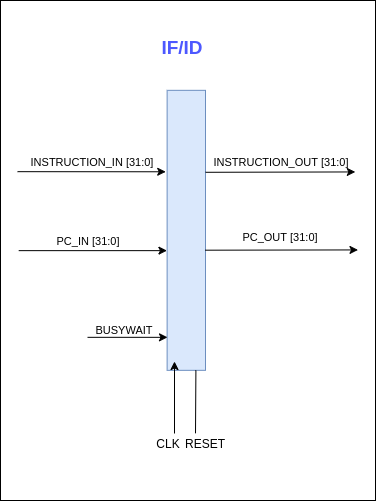 IF/ID
INSTRUCTION_IN [31:0]
INSTRUCTION_OUT [31:0]
PC_IN [31:0]
PC_OUT [31:0]
BUSYWAIT
CLK
RESET